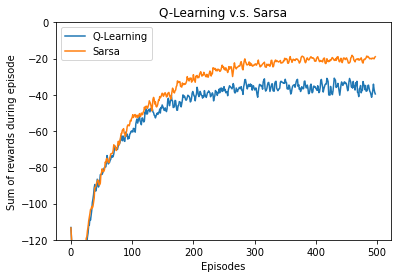 Q-Learning v.s. Sarsa
Q-Learning
Sarsa
Sum of rewards during episode
0
−20
−40
−60
−80
−100
−120
0
100
200
300
400
500
Episodes